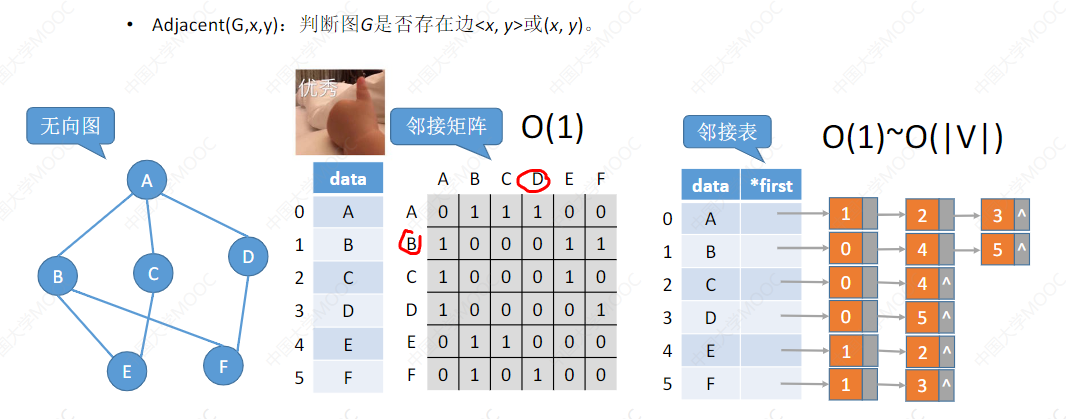 • Adjacent(G,x,y)：判断图G是否存在边<x, y>或(x, y)。
优秀
无向图
邻接矩阵
O(1)
邻接表
O(1)~O(|V|)
A
B
C
D
E
F
data
0 A
1 B
2 C
3 D
4 E
5 F
A B C D E F
A 0 1 1 1 0 0
B 1 0 0 0 1 1
C 1 0 0 0 1 0
D 1 0 0 0 0 1
E 0 1 1 0 0 0
F 0 1 0 1 0 0
data *first
0 A 1 2 3 ^
1 B 0 4 5 ^
2 C 0 4 ^
3 D 0 5 ^
4 E 1 2 ^
5 F 1 3 ^
中国大学MOOC